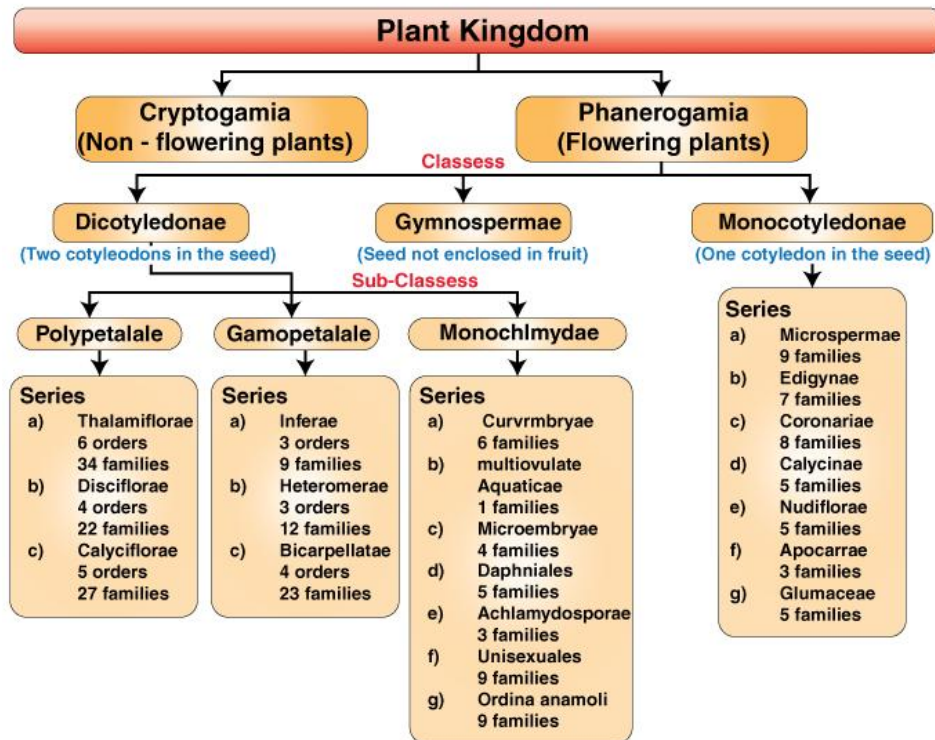 Plant Kingdom
Cryptogamia
(Non - flowering plants)
Phanerogamia
(Flowering plants)
Classess
Dicotyledonae
(Two cotyleodons in the seed)
Gymnospermae
(Seed not enclosed in fruit)
Monocotyledonae
(One cotyledon in the seed)
Sub-Classess
Polypetalale
Gamopetalale
Monochlmydae
Series
a) Thalamiflorae
6 orders
34 families
b) Disciflorae
4 orders
22 families
c) Calyciflorae
5 orders
27 families
Series
a) Inferae
3 orders
9 families
b) Heteromerae
3 orders
12 families
c) Bicarpellatae
4 orders
23 families
Series
a) Curvrmbryae
6 families
b) multiovulate
Aquaticae
1 families
c) Microembryae
4 families
d) Daphniales
5 families
e) Achlamydosporae
3 families
f) Unisexuales
9 families
g) Ordina anamoli
9 families
Series
a) Microspermae
9 families
b) Edigynae
7 families
c) Coronariae
8 families
d) Calycinae
5 families
e) Nudiflorae
5 families
f) Apocarrae
3 families
g) Glumaceae
5 families